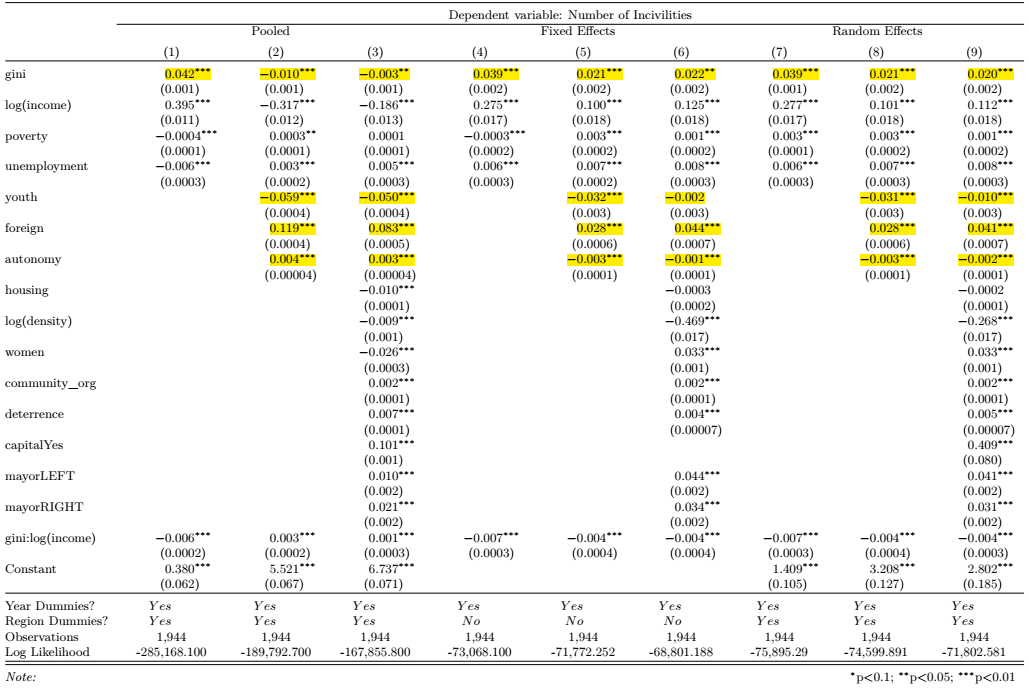 Dependent variable: Number of Incivilities
Pooled Fixed Effects Random Effects
(1) (2) (3) (4) (5) (6) (7) (8) (9)
gini 0.042*** −0.010*** −0.003** 0.039*** 0.021*** 0.022** 0.039*** 0.021*** 0.020***
(0.001) (0.001) (0.001) (0.002) (0.002) (0.002) (0.001) (0.002) (0.002)
log(income) 0.395*** −0.317*** −0.186*** 0.275*** 0.100*** 0.125*** 0.277*** 0.101*** 0.112***
(0.011) (0.012) (0.013) (0.017) (0.018) (0.018) (0.017) (0.018) (0.018)
poverty −0.0004*** 0.0003** 0.0001 −0.0003*** 0.003*** 0.001*** 0.003*** 0.003*** 0.001***
(0.0001) (0.0001) (0.0001) (0.0002) (0.0002) (0.0002) (0.0001) (0.0002) (0.0002)
unemployment −0.006*** 0.003*** 0.005*** 0.006*** 0.007*** 0.008*** 0.006*** 0.007*** 0.008***
(0.0003) (0.0002) (0.0003) (0.0003) (0.0002) (0.0003) (0.0003) (0.0003) (0.0003)
youth −0.059*** −0.050*** −0.032*** −0.002 −0.031*** −0.010***
(0.0004) (0.0004) (0.003) (0.003) (0.003) (0.003)
foreign 0.119*** 0.083*** 0.028*** 0.044*** 0.028*** 0.041***
(0.0004) (0.0005) (0.0006) (0.0007) (0.0006) (0.0007)
autonomy 0.004*** 0.003*** −0.003*** −0.001*** −0.003*** −0.002***
(0.00004) (0.00004) (0.0001) (0.0001) (0.0001) (0.0001)
housing −0.010*** −0.0003 −0.0002
(0.0001) (0.0002) (0.0001)
log(density) −0.009*** −0.469*** −0.268***
(0.001) (0.017) (0.017)
women −0.026*** 0.033*** 0.033***
(0.0003) (0.001) (0.001)
community_org 0.002*** 0.002*** 0.002***
(0.0001) (0.0001) (0.0001)
deterrence 0.007*** 0.004*** 0.005***
(0.0001) (0.00007) (0.00007)
capitalYes 0.101*** 0.409***
(0.001) (0.080)
mayorLEFT 0.010*** 0.044*** 0.041***
(0.002) (0.002) (0.002)
mayorRIGHT 0.021*** 0.034*** 0.031***
(0.002) (0.002) (0.002)
gini:log(income) −0.006*** 0.003*** 0.001*** −0.007*** −0.004*** −0.004*** −0.007*** −0.004*** −0.004***
(0.0002) (0.0002) (0.0003) (0.0003) (0.0004) (0.0004) (0.0003) (0.0004) (0.0003)
Constant 0.380*** 5.521*** 6.737*** 1.409*** 3.208*** 2.802***
(0.062) (0.067) (0.071) (0.105) (0.127) (0.185)
Year Dummies? Yes Yes Yes Yes Yes Yes Yes Yes Yes
Region Dummies? Yes Yes Yes No No No Yes Yes Yes
Observations 1,944 1,944 1,944 1,944 1,944 1,944 1,944 1,944 1,944
Log Likelihood -285,168.100 -189,792.700 -167,855.800 -73,068.100 -71,772.252 -68,801.188 -75,895.29 -74,599.891 -71,802.581
Note: *p<0.1; **p<0.05; ***p<0.01